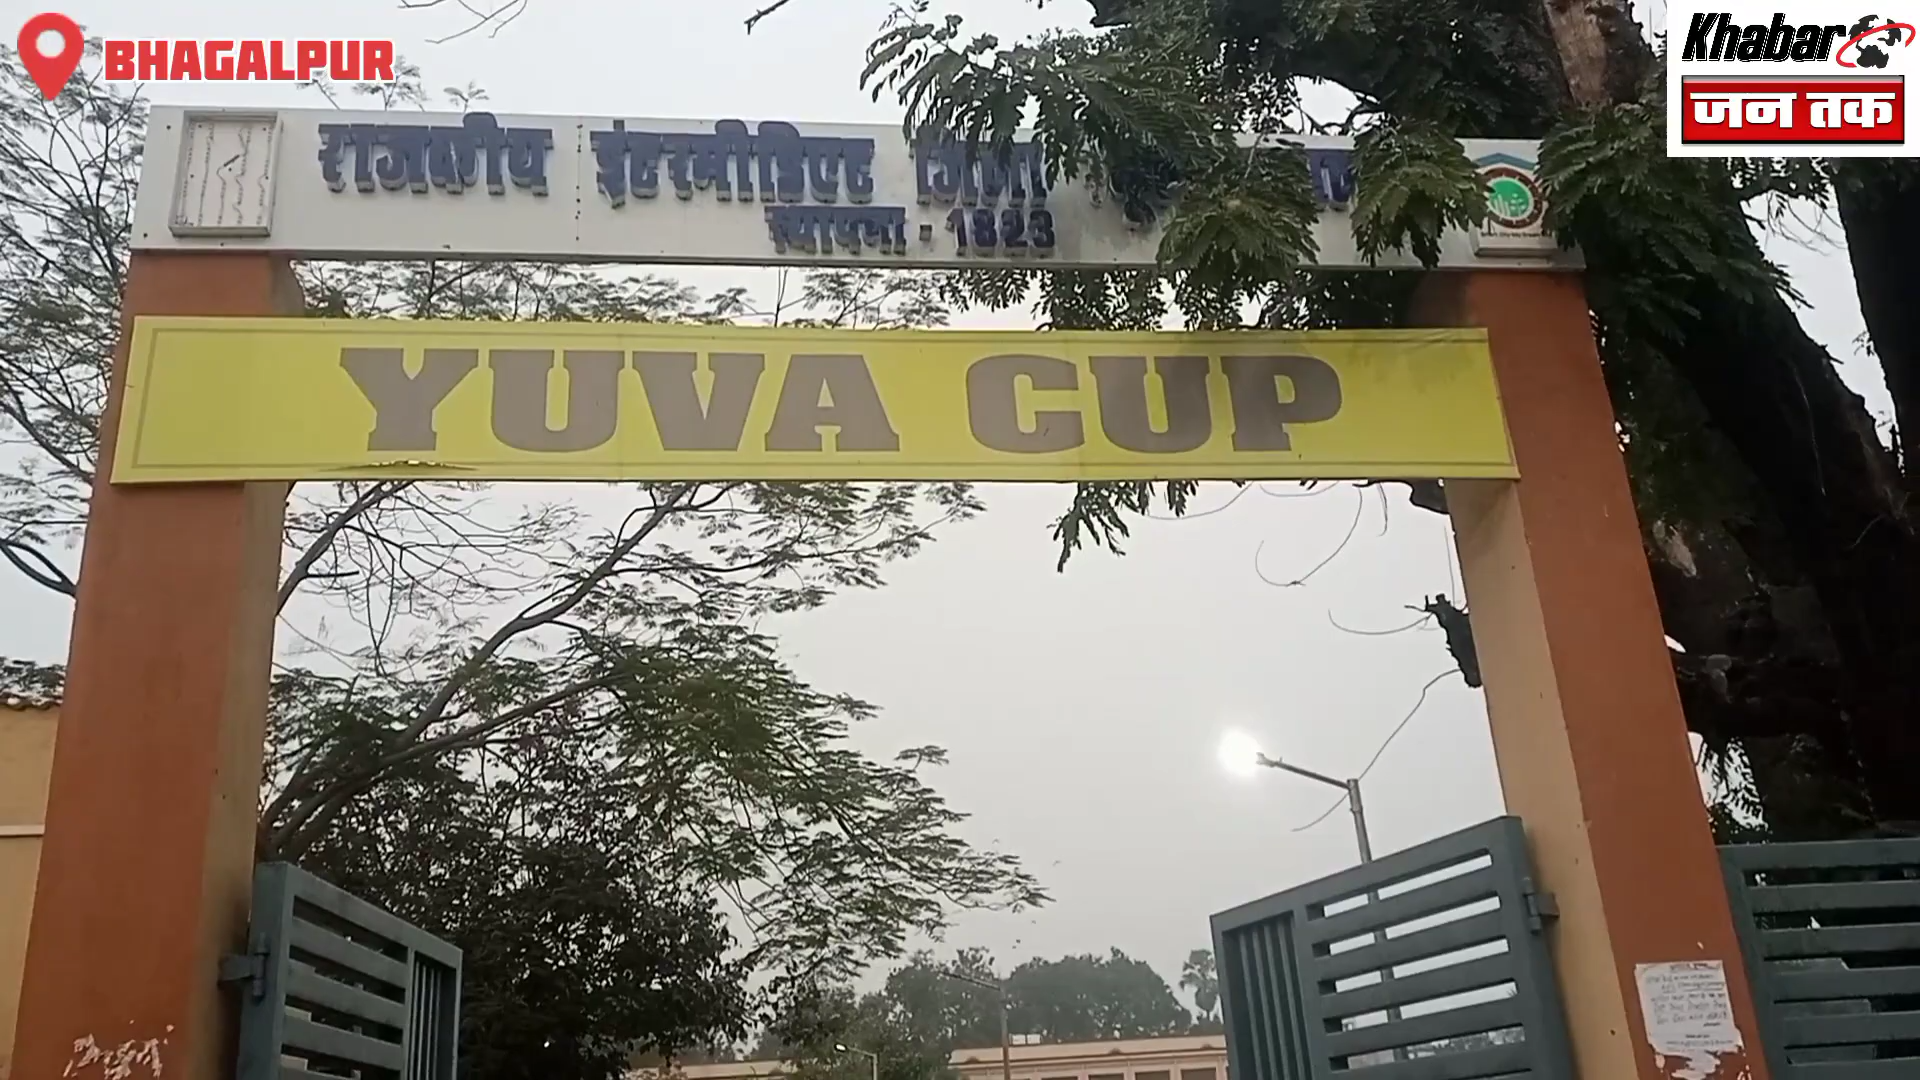 BHAGALPUR
Khabar
जन तक
राजकीय इंटरमीडिएट जिला
स्थापना - 1823
YUVA CUP